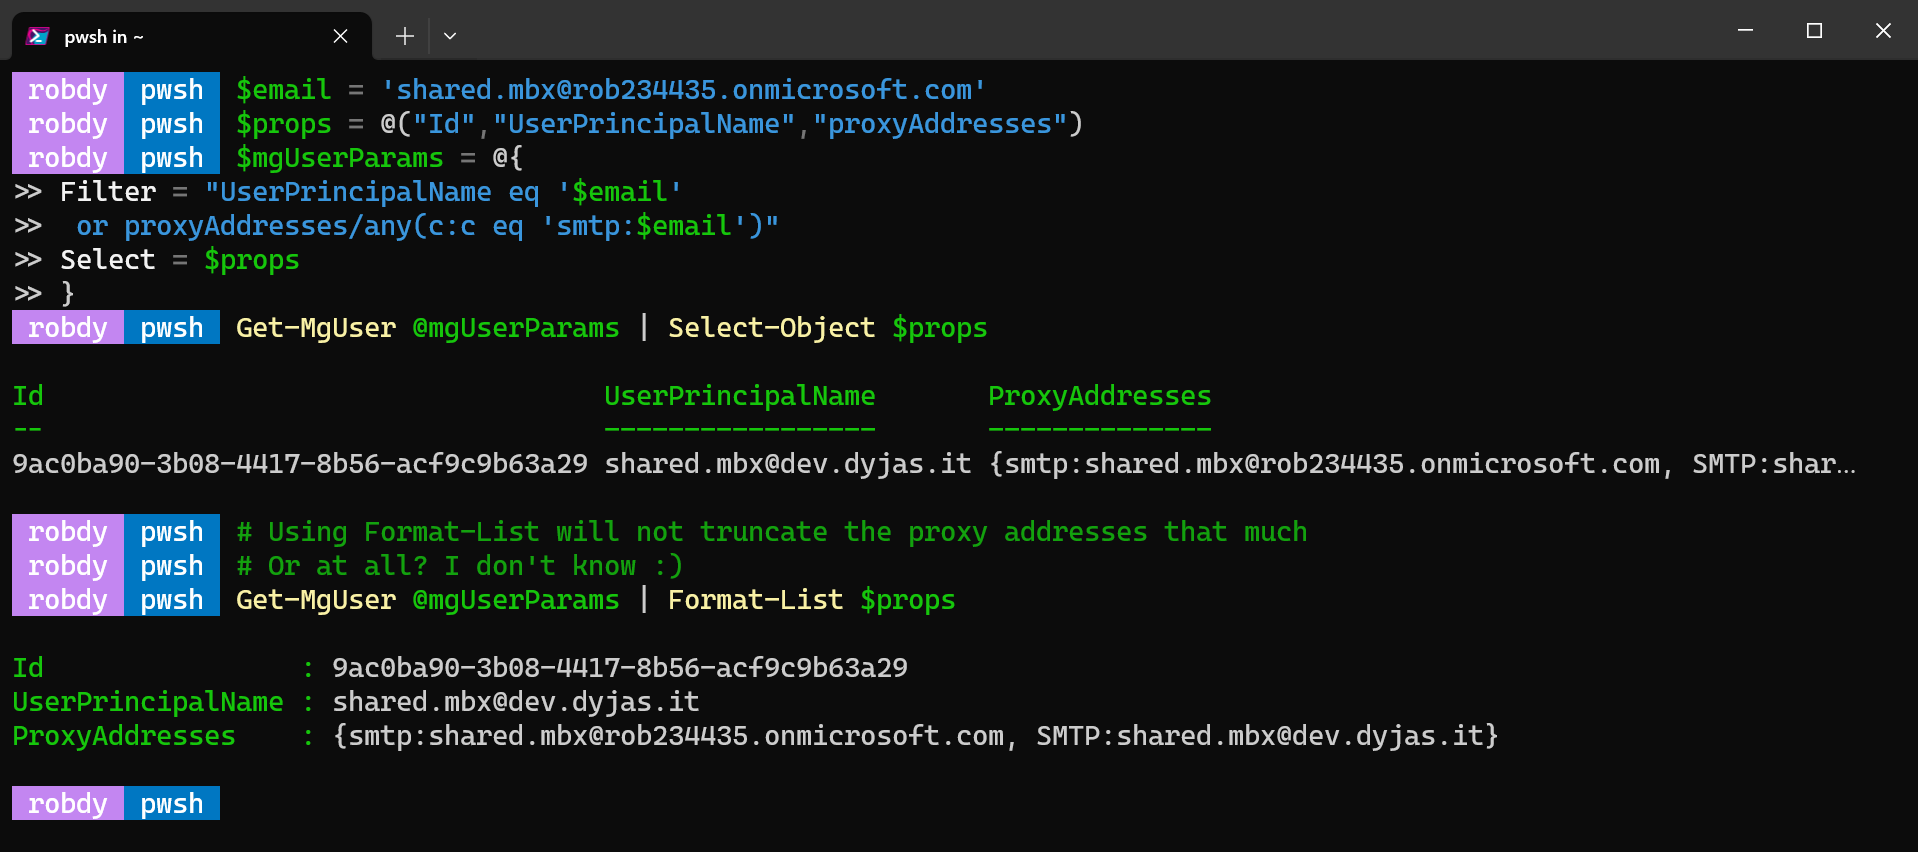 pwsh in ~
robdy pwsh $email = 'shared.mbx@rob234435.onmicrosoft.com'
robdy pwsh $props = @("Id","UserPrincipalName","proxyAddresses")
robdy pwsh $mgUserParams = @{
>> Filter = "UserPrincipalName eq '$email'
>>  or proxyAddresses/any(c:c eq 'smtp:$email')"
>> Select = $props
>> }
robdy pwsh Get-MgUser @mgUserParams | Select-Object $props
Id UserPrincipalName ProxyAddresses
-- ----------------- --------------
9ac0ba90-3b08-4417-8b56-acf9c9b63a29 shared.mbx@dev.dyjas.it {smtp:shared.mbx@rob234435.onmicrosoft.com, SMTP:shar…
robdy pwsh # Using Format-List will not truncate the proxy addresses that much
robdy pwsh # Or at all? I don't know :)
robdy pwsh Get-MgUser @mgUserParams | Format-List $props
Id                : 9ac0ba90-3b08-4417-8b56-acf9c9b63a29
UserPrincipalName : shared.mbx@dev.dyjas.it
ProxyAddresses    : {smtp:shared.mbx@rob234435.onmicrosoft.com, SMTP:shared.mbx@dev.dyjas.it}
robdy pwsh